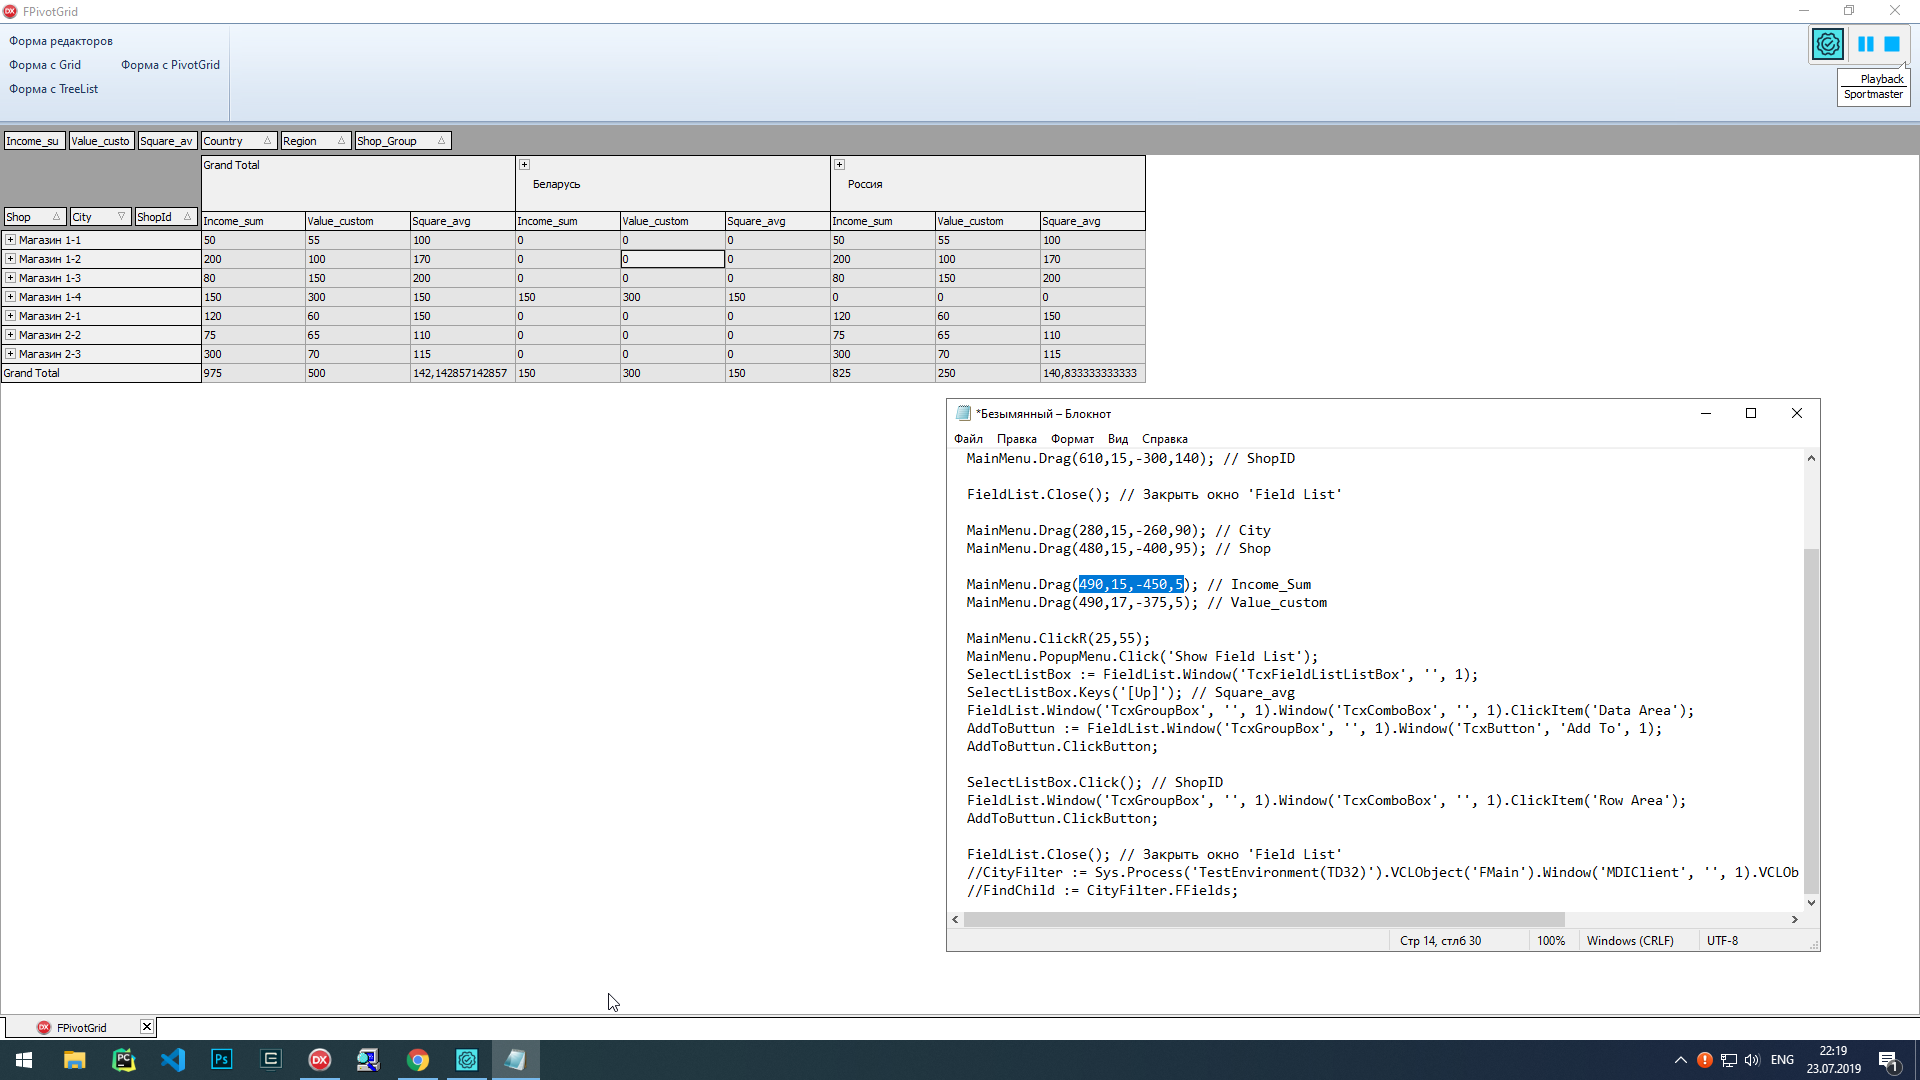 FPivotGrid
Форма редакторов
Форма с Grid Форма с PivotGrid
Форма с TreeList
Playback
Sportmaster
Income_su Value_custo Square_av Country Region Shop_Group
Grand Total
Беларусь Россия
Shop City ShopId Income_sum Value_custom Square_avg Income_sum Value_custom Square_avg Income_sum Value_custom Square_avg
Магазин 1-1 50 55 100 0 0 0 50 55 100
Магазин 1-2 200 100 170 0 0 0 200 100 170
Магазин 1-3 80 150 200 0 0 0 80 150 200
Магазин 1-4 150 300 150 150 300 150 0 0 0
Магазин 2-1 120 60 150 0 0 0 120 60 150
Магазин 2-2 75 65 110 0 0 0 75 65 110
Магазин 2-3 300 70 115 0 0 0 300 70 115
Grand Total 975 500 142,142857142857 150 300 150 825 250 140,833333333333
*Безымянный – Блокнот
Файл Правка Формат Вид Справка
MainMenu.Drag(610,15,-300,140); // ShopID
FieldList.Close(); // Закрыть окно 'Field List'
MainMenu.Drag(280,15,-260,90); // City
MainMenu.Drag(480,15,-400,95); // Shop
MainMenu.Drag(490,15,-450,5); // Income_Sum
MainMenu.Drag(490,17,-375,5); // Value_custom
MainMenu.ClickR(25,55);
MainMenu.PopupMenu.Click('Show Field List');
SelectListBox := FieldList.Window('TcxFieldListListBox', '', 1);
SelectListBox.Keys('[Up]'); // Square_avg
FieldList.Window('TcxGroupBox', '', 1).Window('TcxComboBox', '', 1).ClickItem('Data Area');
AddToButtun := FieldList.Window('TcxGroupBox', '', 1).Window('TcxButton', 'Add To', 1);
AddToButtun.ClickButton;
SelectListBox.Click(); // ShopID
FieldList.Window('TcxGroupBox', '', 1).Window('TcxComboBox', '', 1).ClickItem('Row Area');
AddToButtun.ClickButton;
FieldList.Close(); // Закрыть окно 'Field List'
//CityFilter := Sys.Process('TestEnvironment(TD32)').VCLObject('FMain').Window('MDIClient', '', 1).VCLOb
//FindChild := CityFilter.FFields;
Стр 14, стлб 30 100% Windows (CRLF) UTF-8
FPivotGrid
ENG 22:19
23.07.2019